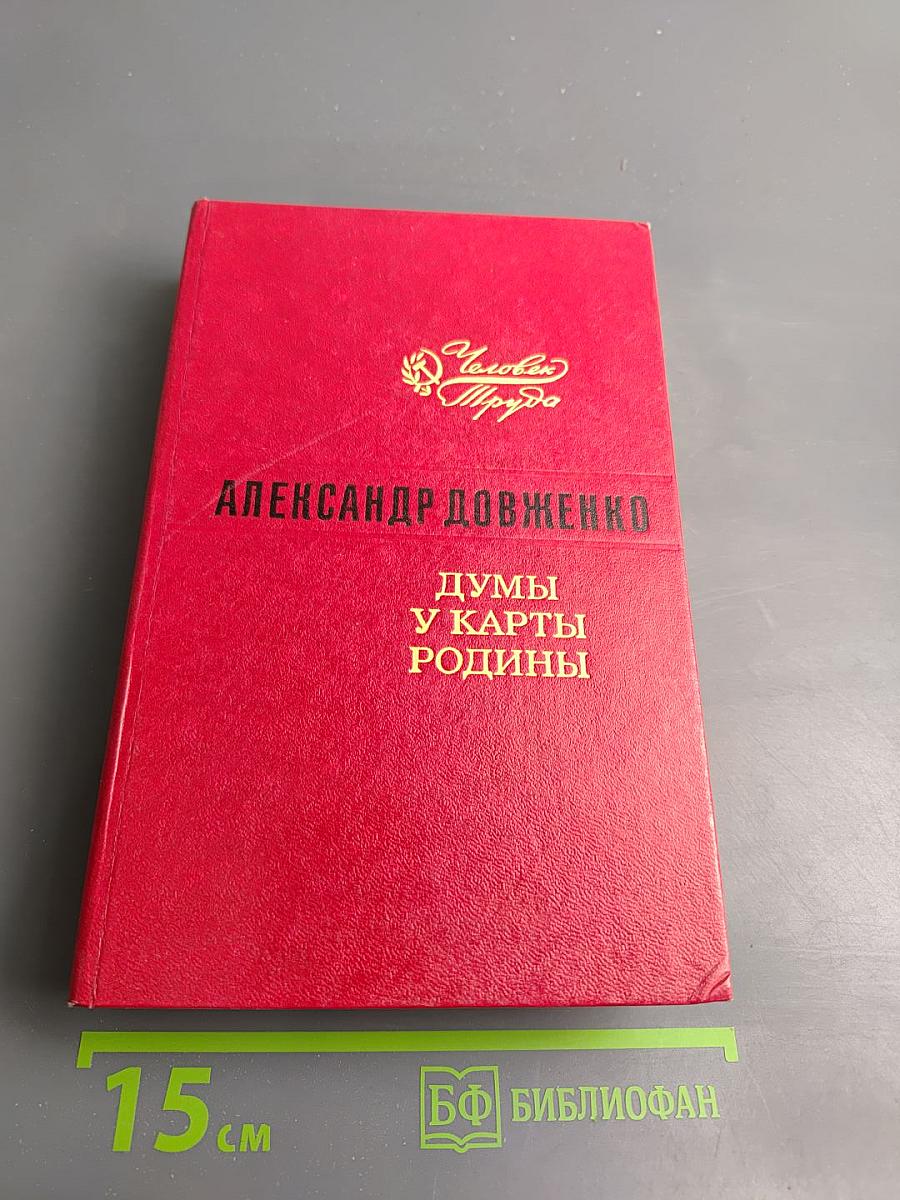 Человек
Труда
АЛЕКСАНДР ДОВЖЕНКО
ДУМЫ
У КАРТЫ
РОДИНЫ
15 см
БФ БИБЛИОФАН